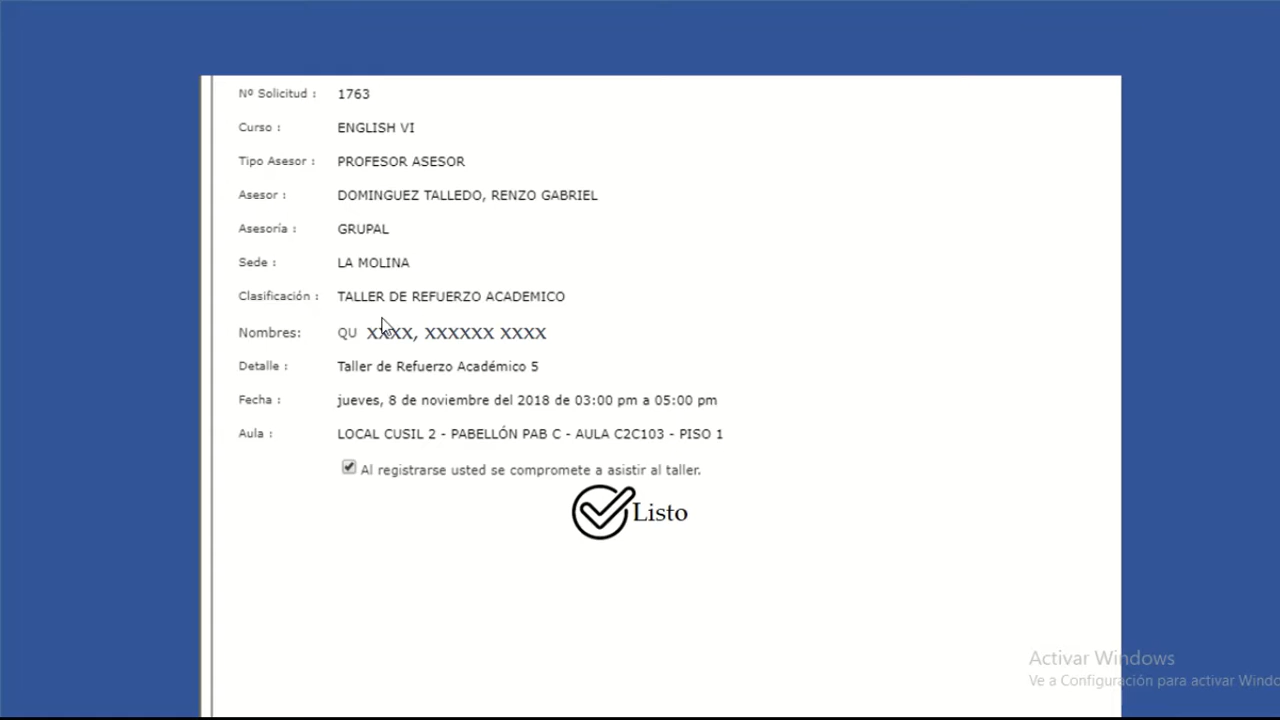 Nº Solicitud : 1763
Curso : ENGLISH VI
Tipo Asesor : PROFESOR ASESOR
Asesor : DOMINGUEZ TALLEDO, RENZO GABRIEL
Asesoría : GRUPAL
Sede : LA MOLINA
Clasificación : TALLER DE REFUERZO ACADEMICO
Nombres: QU XXXX, XXXXXX XXXX
Detalle : Taller de Refuerzo Académico 5
Fecha : jueves, 8 de noviembre del 2018 de 03:00 pm a 05:00 pm
Aula : LOCAL CUSIL 2 - PABELLÓN PAB C - AULA C2C103 - PISO 1
Al registrarse usted se compromete a asistir al taller.
Listo
Activar Windows
Ve a Configuración para activar Windo